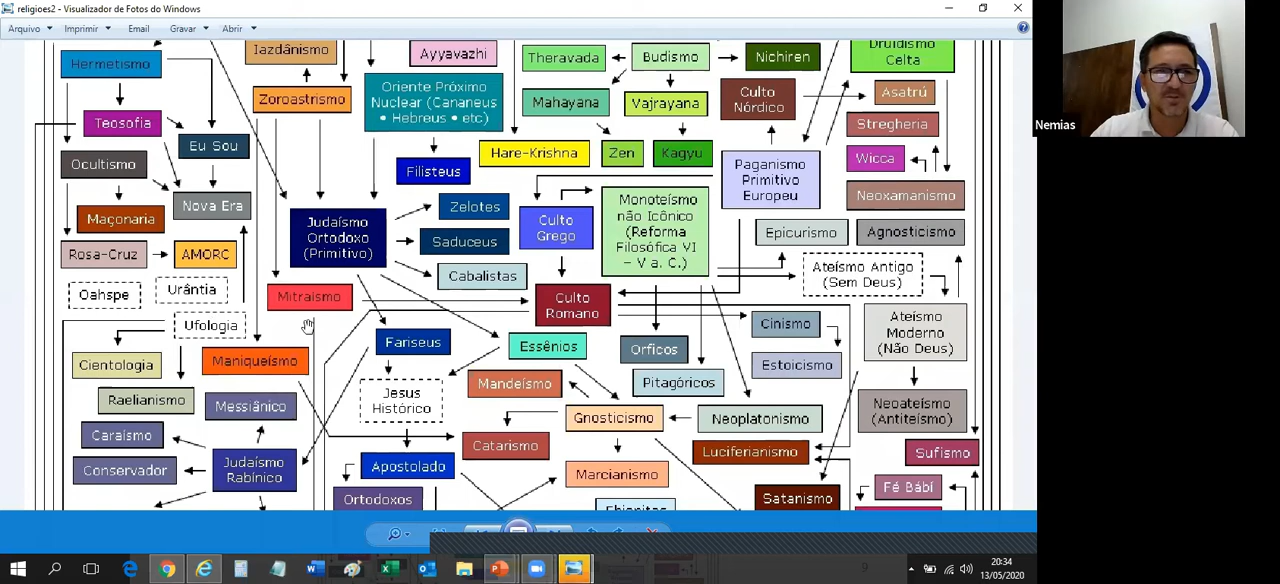 religioes2 - Visualizador de Fotos do Windows
Arquivo
Imprimir
Email
Gravar
Abrir
Hermetismo
Iazdânismo
Ayyavazhi
Theravada
Budismo
Nichiren
Druidismo
Celta
Zoroastrismo
Oriente Próximo
Nuclear (Cananeus
• Hebreus • etc)
Mahayana
Vajrayana
Culto
Nórdico
Asatrú
Teosofia
Eu Sou
Stregheria
Ocultismo
Filisteus
Hare-Krishna
Zen
Kagyu
Paganismo
Primitivo
Europeu
Wicca
Neoxamanismo
Maçonaria
Nova Era
Judaísmo
Ortodoxo
(Primitivo)
Zelotes
Saduceus
Cabalistas
Culto
Grego
Monoteísmo
não Icônico
(Reforma
Filosófica VI
– V a. C.)
Epicurismo
Agnosticismo
Rosa-Cruz
AMORC
Ateísmo Antigo
(Sem Deus)
Oahspe
Urântia
Mitraísmo
Culto
Romano
Ufologia
Cinismo
Ateísmo
Moderno
(Não Deus)
Cientologia
Maniqueísmo
Fariseus
Essênios
Orficos
Estoicismo
Raelianismo
Messiânico
Jesus
Histórico
Mandeísmo
Pitagóricos
Neoateísmo
(Antiteísmo)
Caraísmo
Gnosticismo
Neoplatonismo
Conservador
Judaísmo
Rabínico
Catarismo
Luciferianismo
Sufismo
Apostolado
Marcianismo
Ortodoxos
Satanismo
Fé Bábí
Ebionitas
Nemias
20:34
13/05/2020